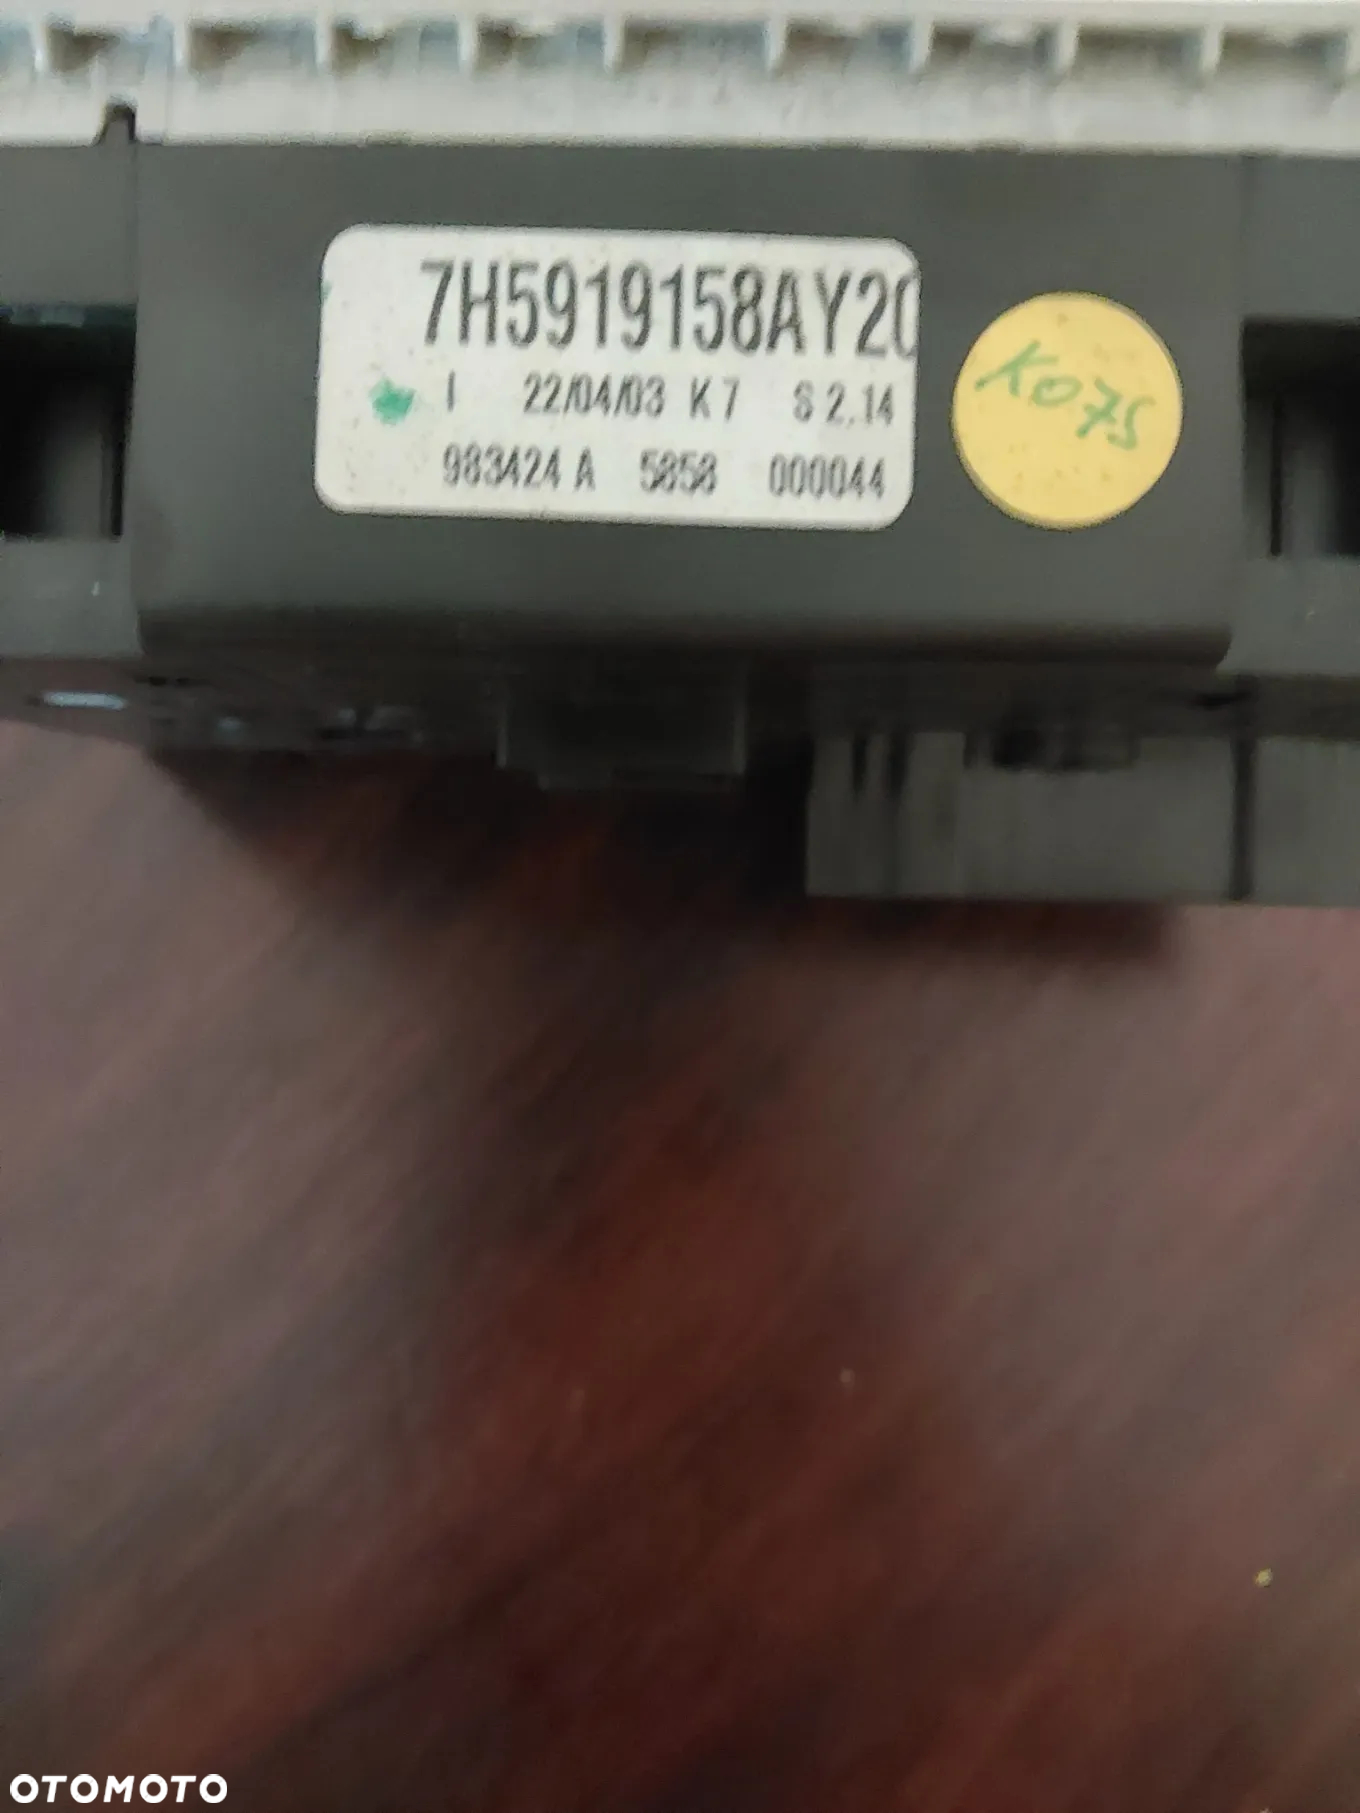 7H5919158AY20
I 22/04/03 K7 S 2.14
983424 A 5858 000044
K075
OTOMOTO